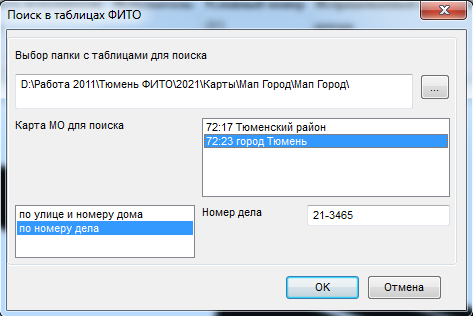 Поиск в таблицах ФИТО
Выбор папки с таблицами для поиска
D:\Работа 2011\Тюмень ФИТО\2021\Карты\Мап Город\Мап Город\
...
Карта МО для поиска
72:17 Тюменский район
72:23 город Тюмень
по улице и номеру дома
по номеру дела
Номер дела
21-3465
OK
Отмена